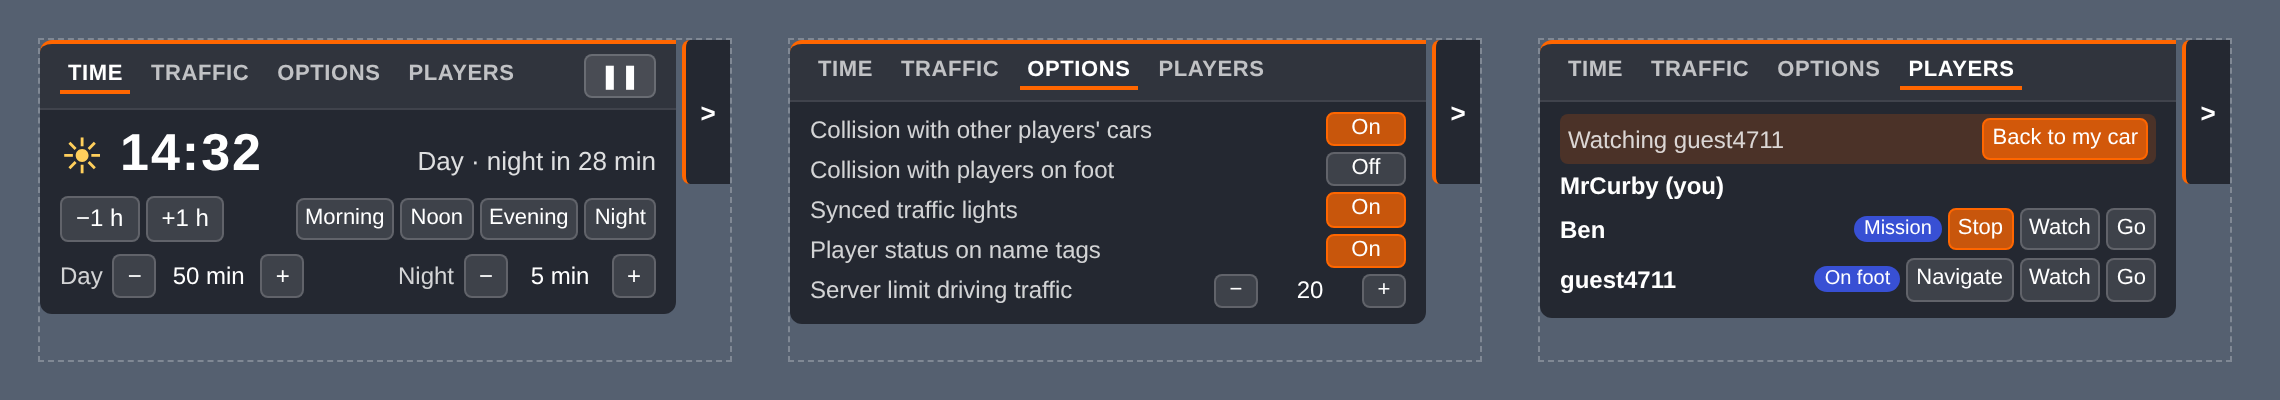 TIME TRAFFIC OPTIONS PLAYERS ❚❚
>
14:32 Day · night in 28 min
−1 h +1 h Morning Noon Evening Night
Day − 50 min + Night − 5 min +
TIME TRAFFIC OPTIONS PLAYERS
>
Collision with other players' cars On
Collision with players on foot Off
Synced traffic lights On
Player status on name tags On
Server limit driving traffic − 20 +
TIME TRAFFIC OPTIONS PLAYERS
>
Watching guest4711 Back to my car
MrCurby (you)
Ben Mission Stop Watch Go
guest4711 On foot Navigate Watch Go